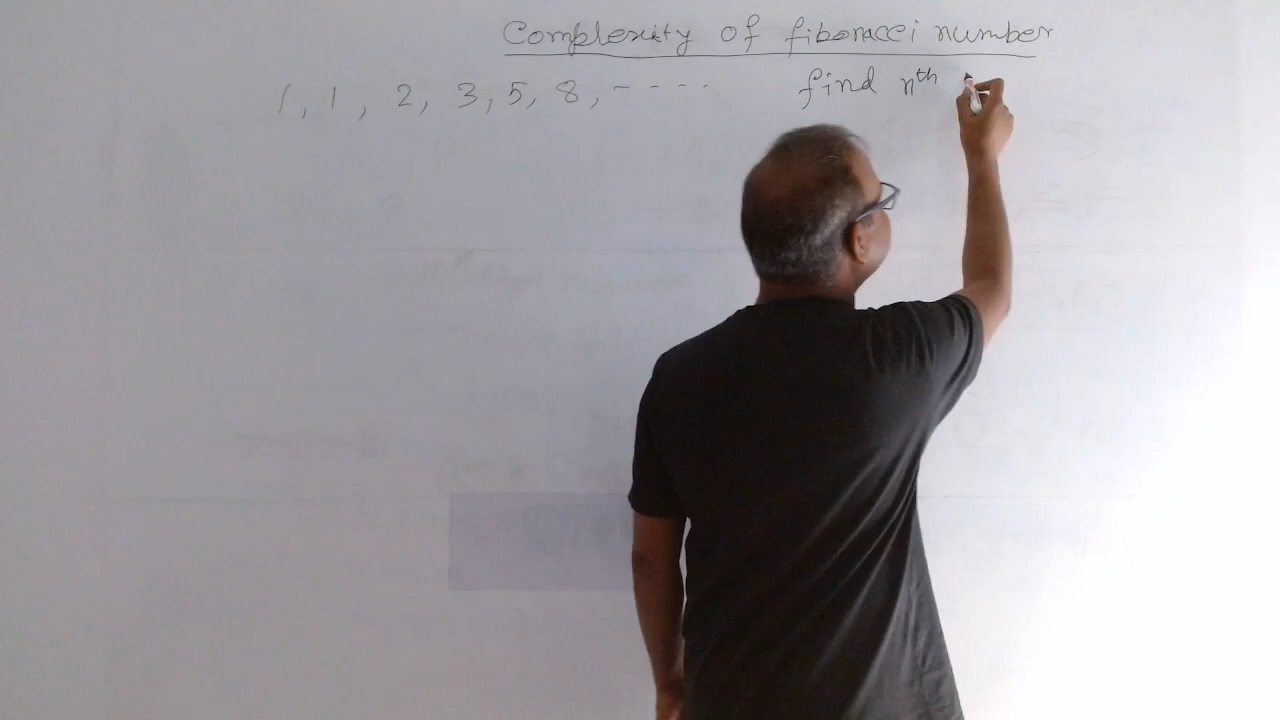 Complexity of fibonacci number
1, 1, 2, 3, 5, 8, - - - -
find nth